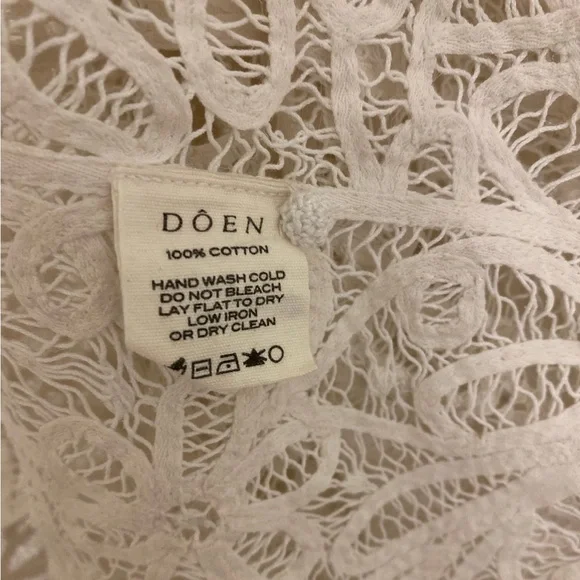 DÔEN
100% COTTON
HAND WASH COLD
DO NOT BLEACH
LAY FLAT TO DRY
LOW IRON
OR DRY CLEAN